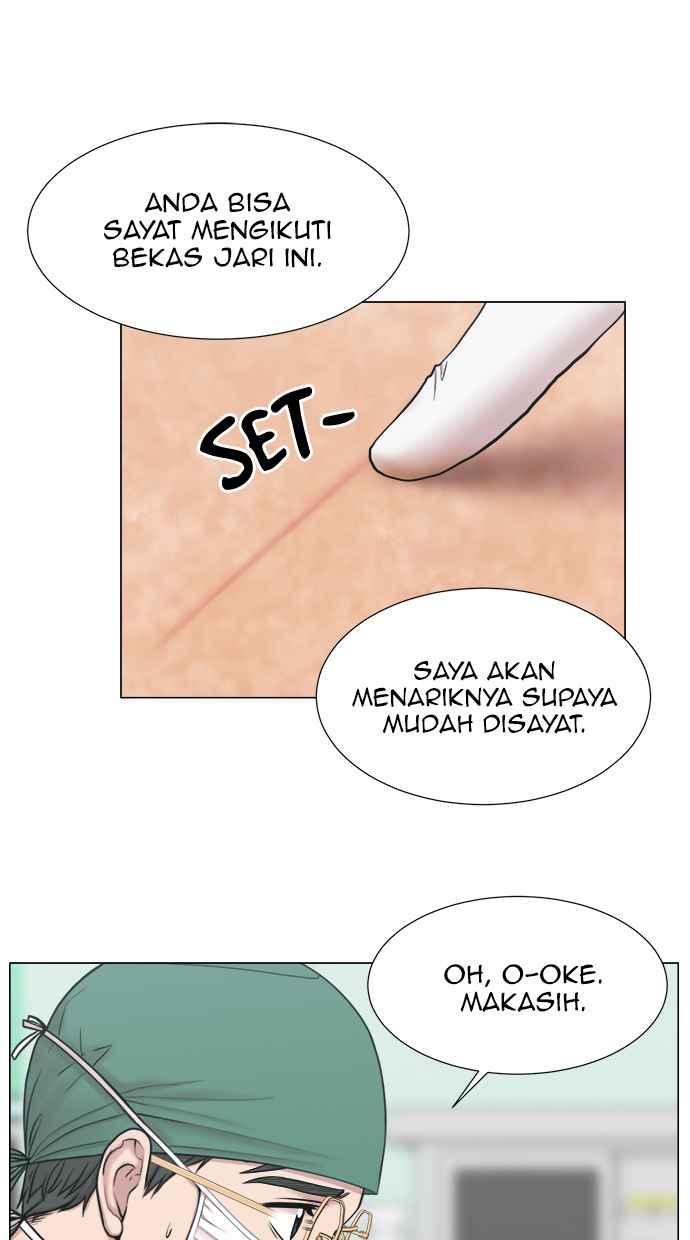 ANDA BISA
SAYAT MENGIKUTI
BEKAS JARI INI.
SET-
SAYA AKAN
MENARIKNYA SUPAYA
MUDAH DISAYAT.
OH, O-OKE.
MAKASIH.